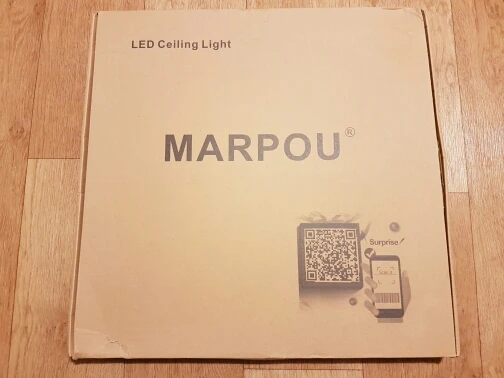 LED Ceiling Light
MARPOU®
Surprise